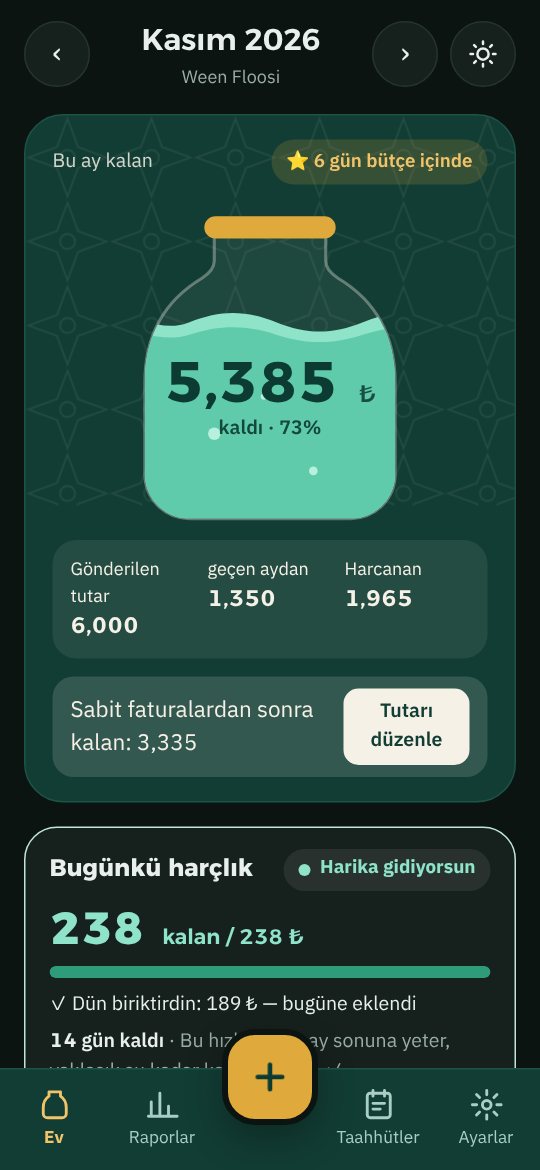 ‹
Kasım 2026
›
Ween Floosi
Bu ay kalan
⭐ 6 gün bütçe içinde
5,385 ₺
kaldı · 73%
Gönderilen tutar
6,000
geçen aydan
1,350
Harcanan
1,965
Sabit faturalardan sonra
kalan: 3,335
Tutarı
düzenle
Bugünkü harçlık
● Harika gidiyorsun
238 kalan / 238 ₺
✓ Dün biriktirdin: 189 ₺ — bugüne eklendi
14 gün kaldı · Bu ay sonuna yeter,
+
Ev
Raporlar
Taahhütler
Ayarlar